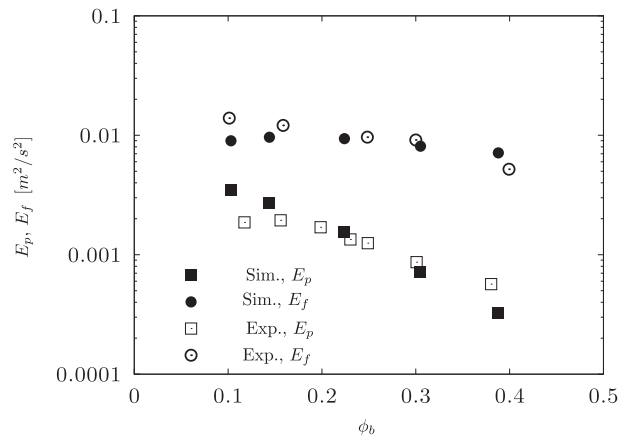 0.1
0.01
0.001
0.0001
E_p, E_f [m^2/s^2]
Sim., E_p
Sim., E_f
Exp., E_p
Exp., E_f
0 0.1 0.2 0.3 0.4 0.5
ϕ_b